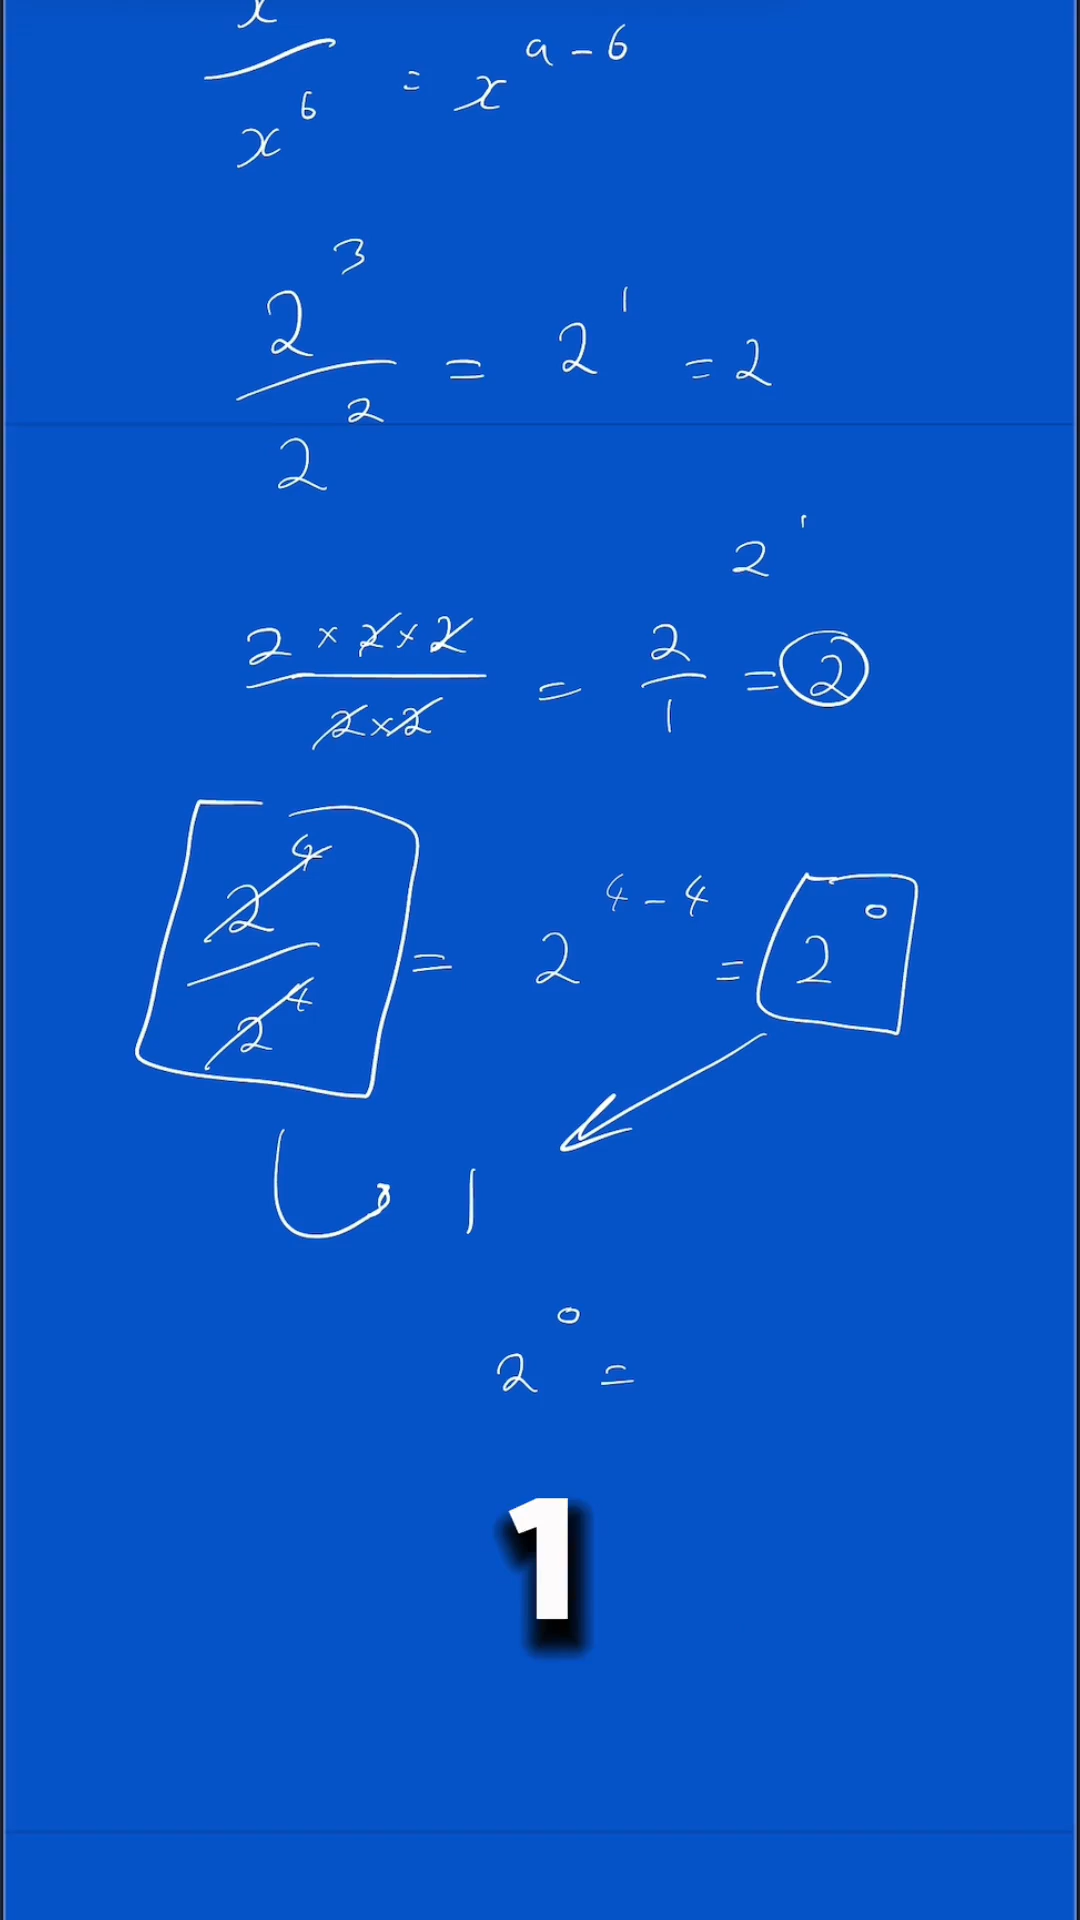 x
x^6 = x^{a-6}
2^3 / 2^2 = 2^1 = 2
2^1
2 × 2 × 2 / 2 × 2 = 2 / 1 = 2
2^4 / 2^4 = 2^{4-4} = 2^0
1
2^0 =
1